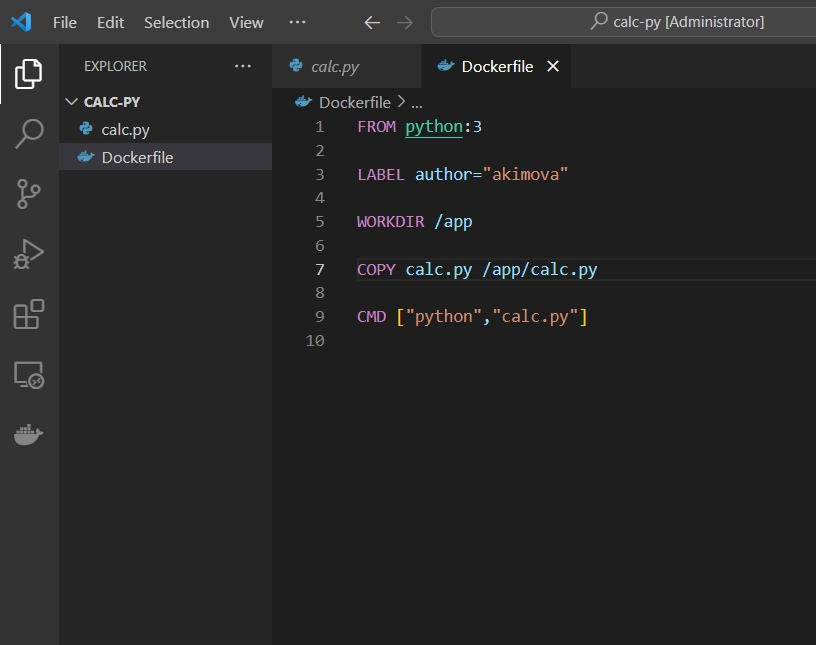 File Edit Selection View ... calc-py [Administrator]
EXPLORER ...
calc.py Dockerfile
CALC-PY
Dockerfile > ...
calc.py
Dockerfile
1 FROM python:3
2
3 LABEL author="akimova"
4
5 WORKDIR /app
6
7 COPY calc.py /app/calc.py
8
9 CMD ["python","calc.py"]
10